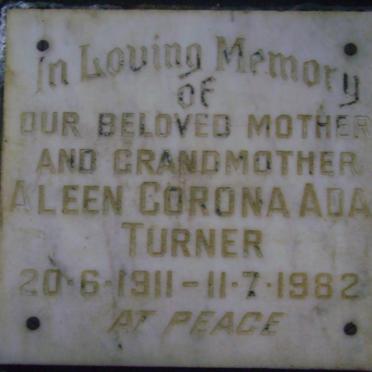 In Loving Memory
of
OUR BELOVED MOTHER
AND GRANDMOTHER
ALEEN CORONA ADA
TURNER
20-6-1911-11-7-1982
AT PEACE